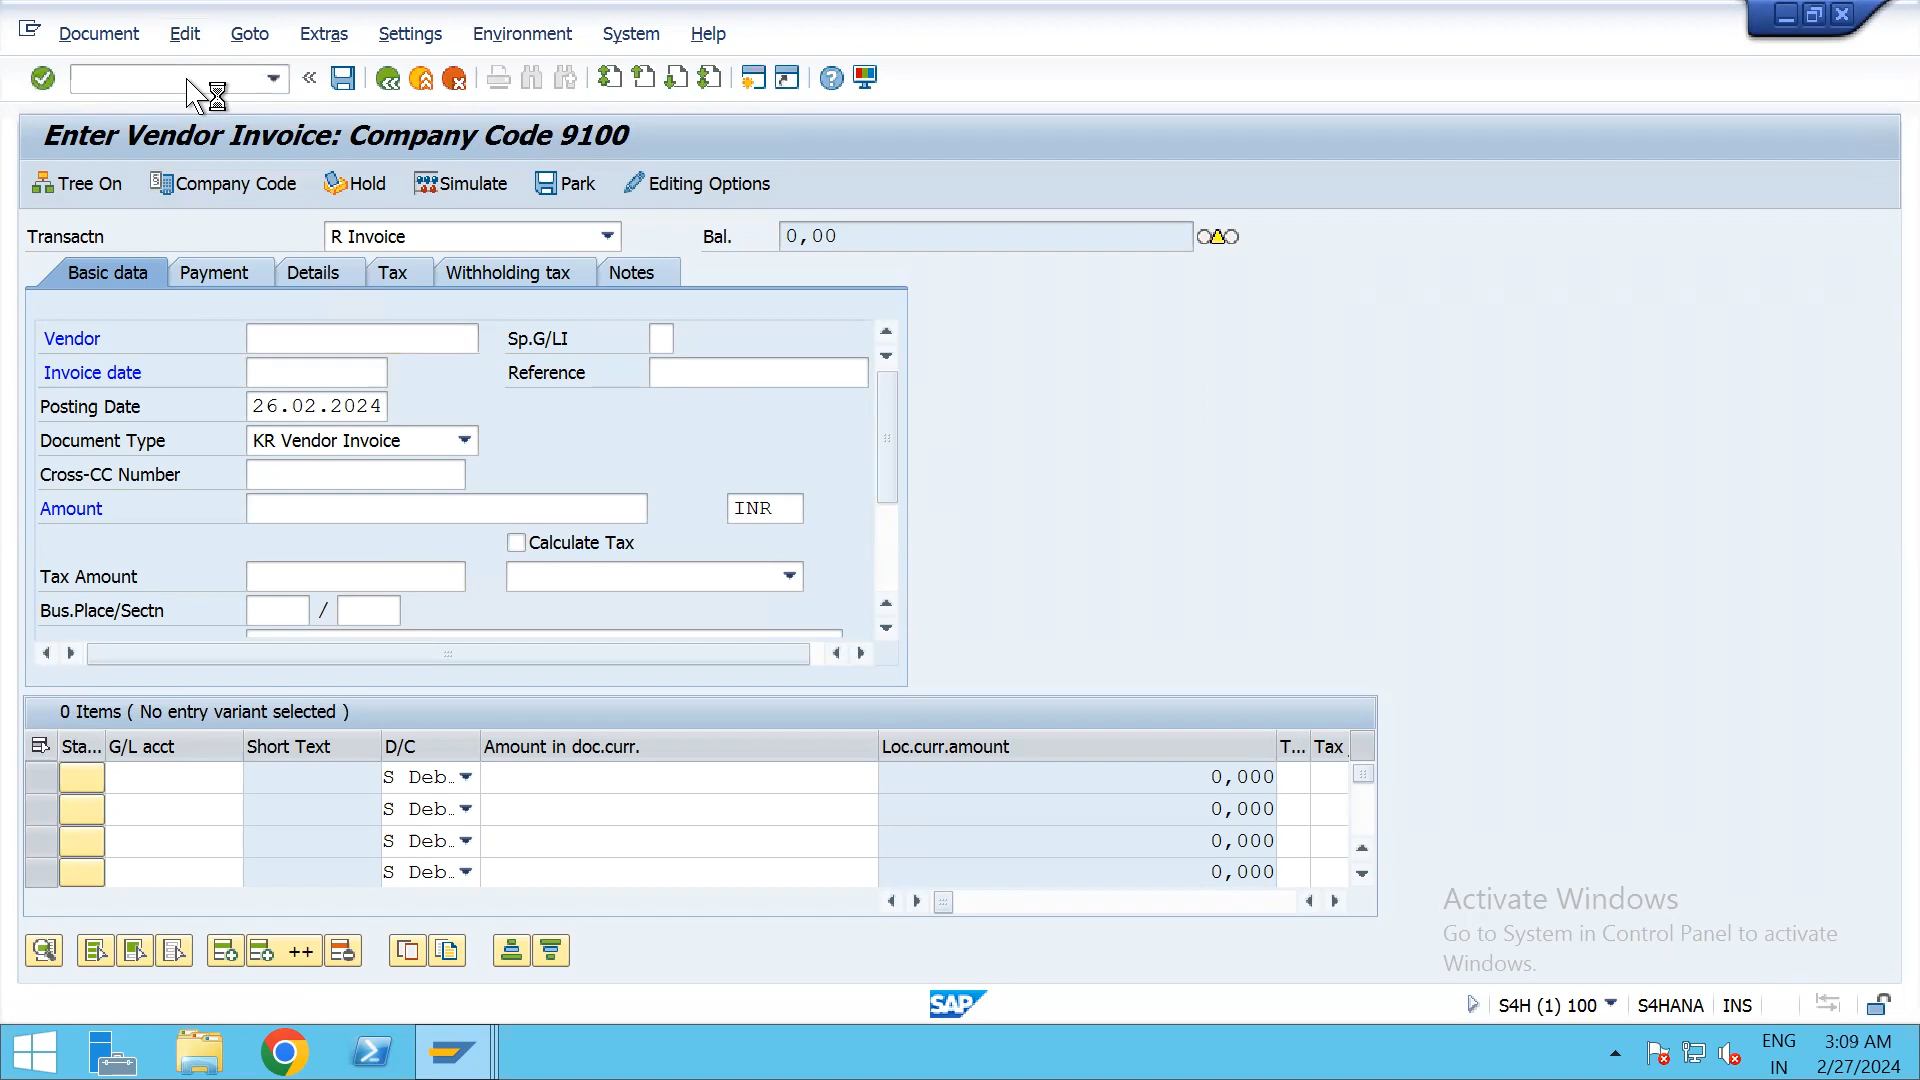 Document Edit Goto Extras Settings Environment System Help
Enter Vendor Invoice: Company Code 9100
Tree On Company Code Hold Simulate Park Editing Options
Transactn R Invoice Bal. 0,00
Basic data Payment Details Tax Withholding tax Notes
Vendor Sp.G/LI
Invoice date Reference
Posting Date 26.02.2024
Document Type KR Vendor Invoice
Cross-CC Number
Amount INR
Calculate Tax
Tax Amount
Bus.Place/Sectn /
0 Items ( No entry variant selected )
Sta... G/L acct Short Text D/C Amount in doc.curr. Loc.curr.amount T... Tax
S Deb.. 0,000
S Deb.. 0,000
S Deb.. 0,000
S Deb.. 0,000
Activate Windows
Go to System in Control Panel to activate
Windows.
SAP
S4H (1) 100 S4HANA INS
ENG 3:09 AM
IN 2/27/2024